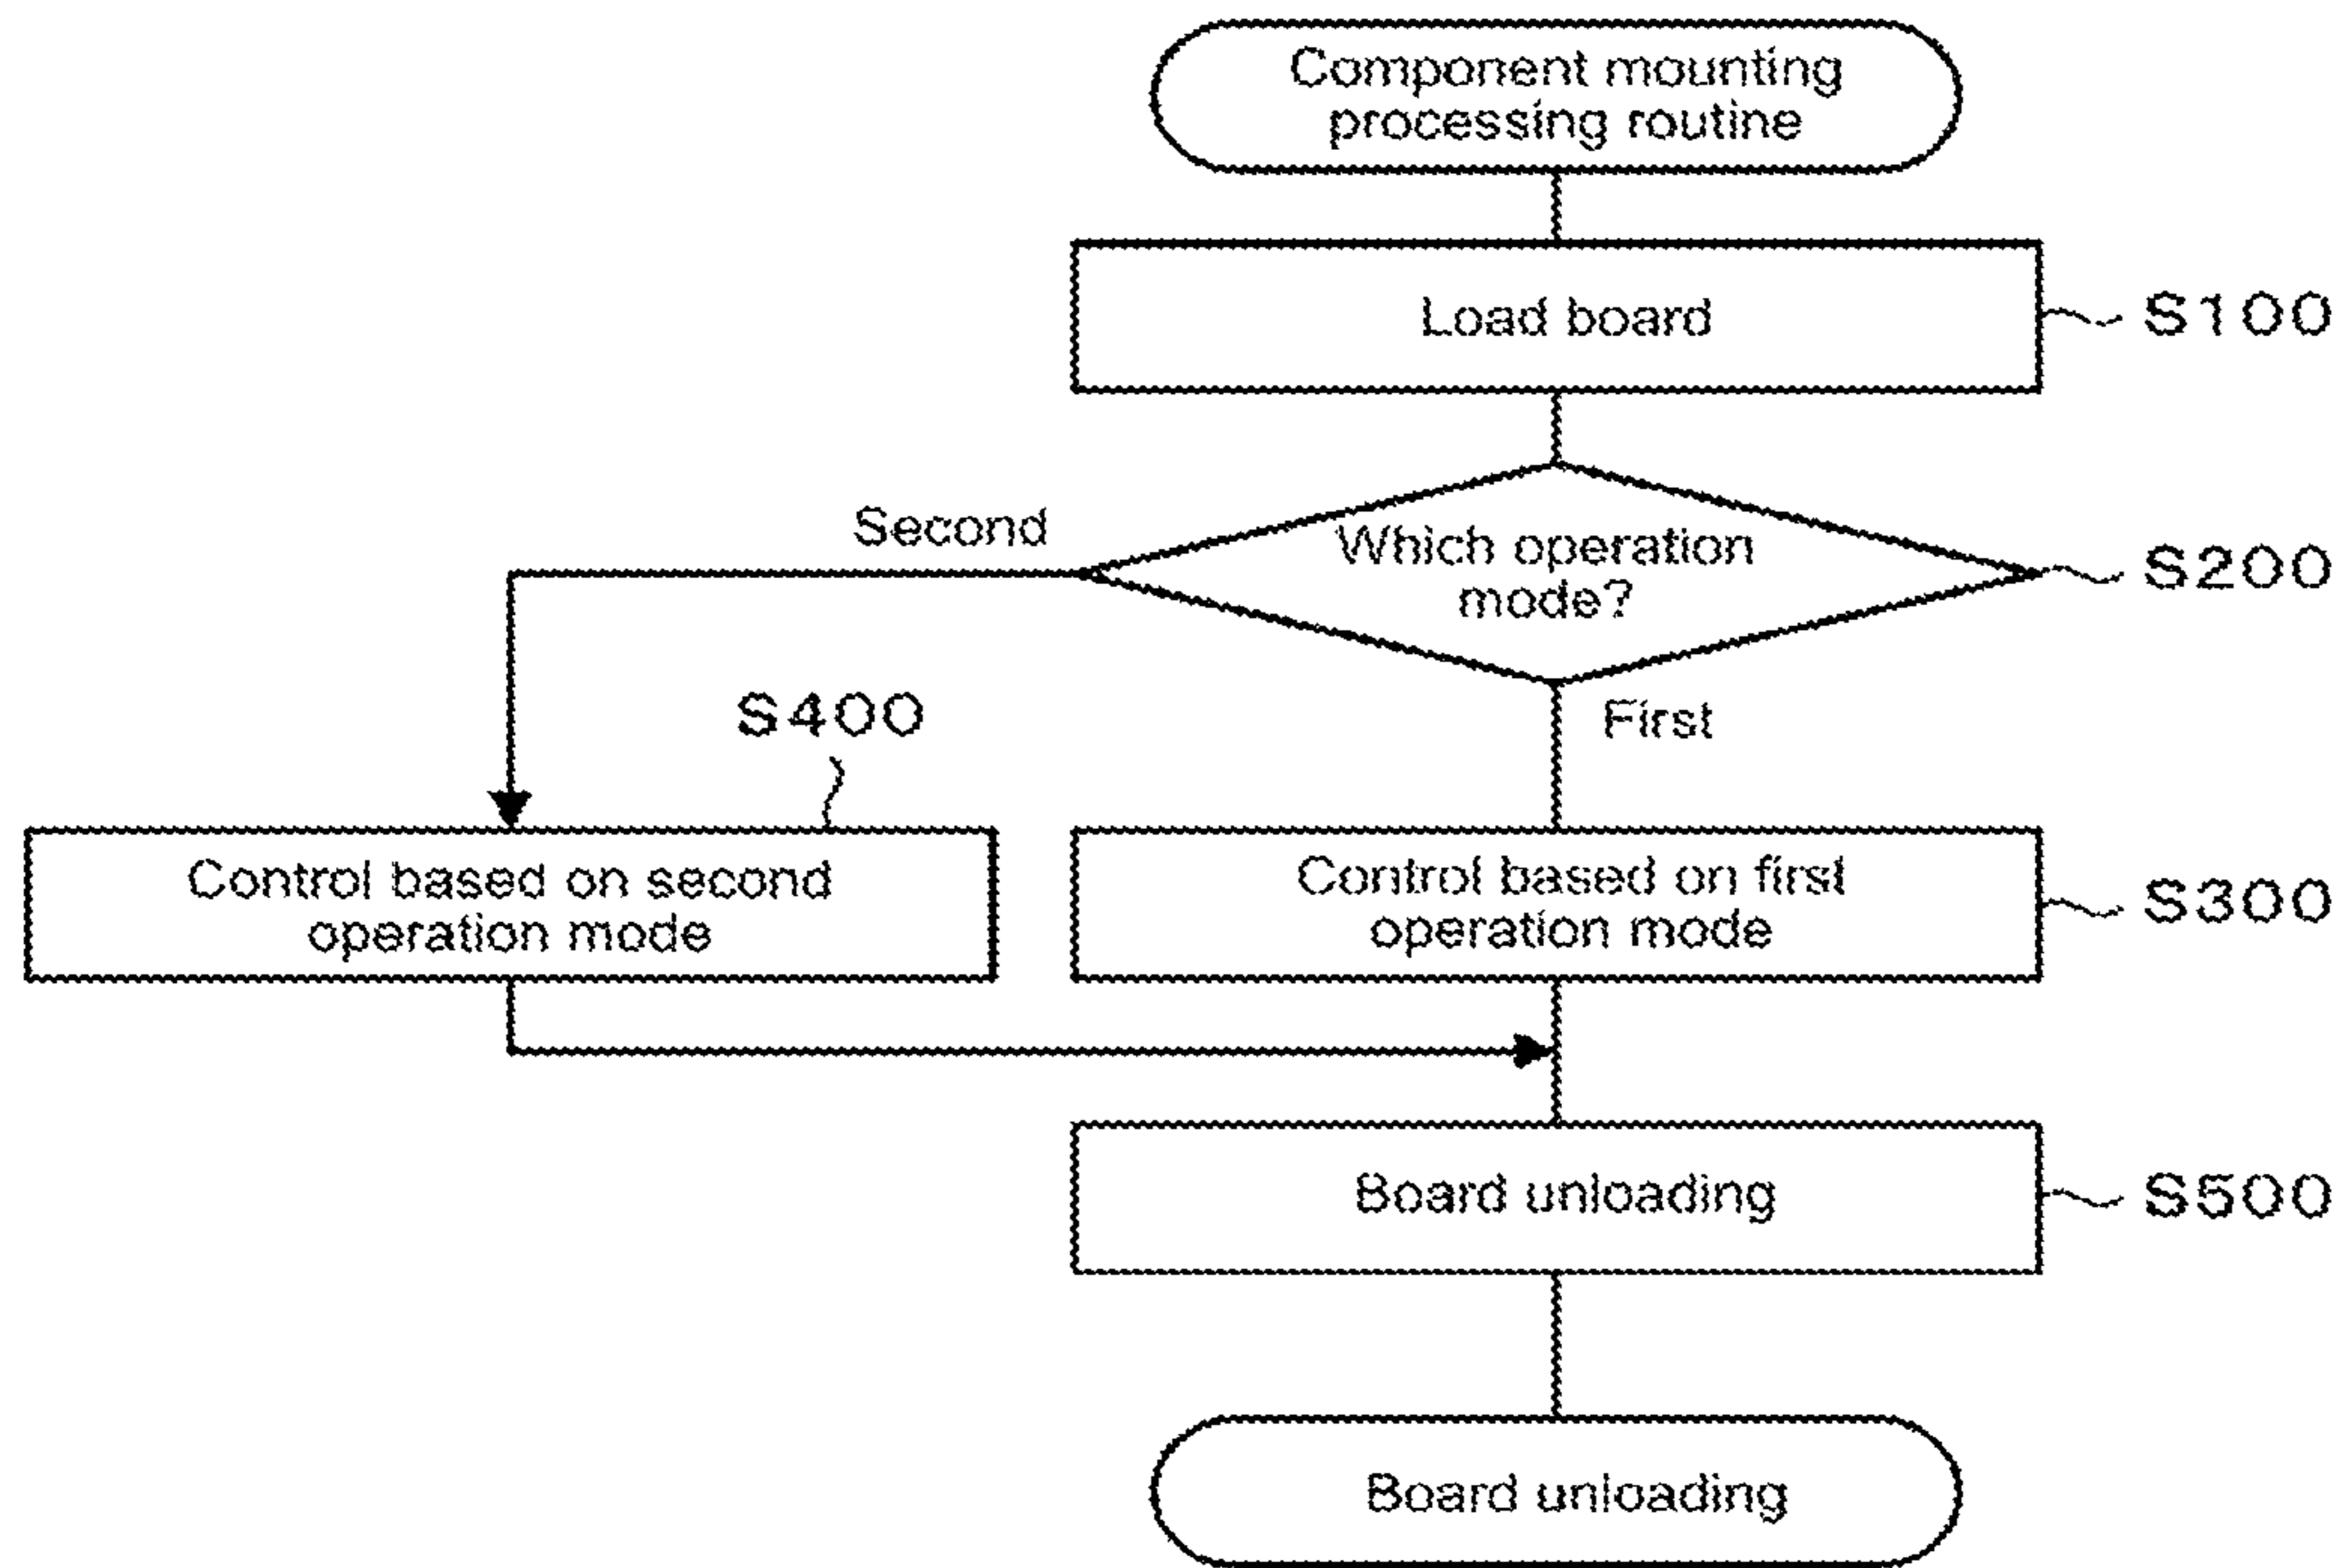 Component mounting
processing routine
Load board
S100
Second
Which operation
mode?
S200
S400
First
Control based on second
operation mode
Control based on first
operation mode
S300
Board unloading
S500
Board unloading